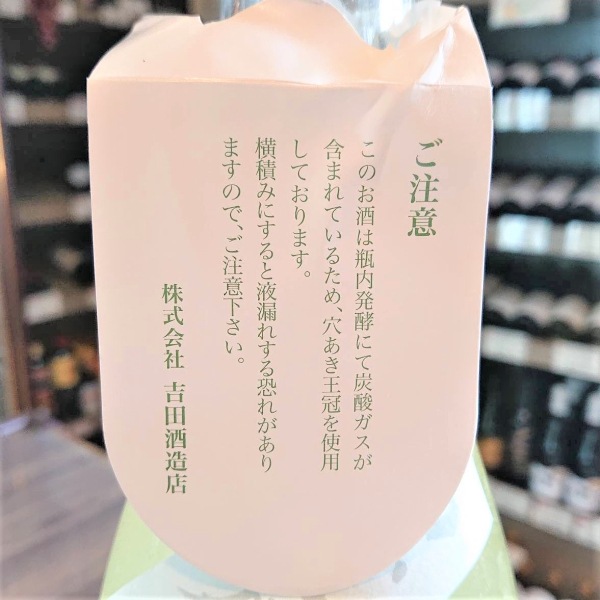 ご注意
このお酒は瓶内発酵にて炭酸ガスが
含まれているため、穴あき王冠を使用
しております。
横積みにすると液漏れする恐れがあり
ますので、ご注意下さい。
株式会社 吉田酒造店